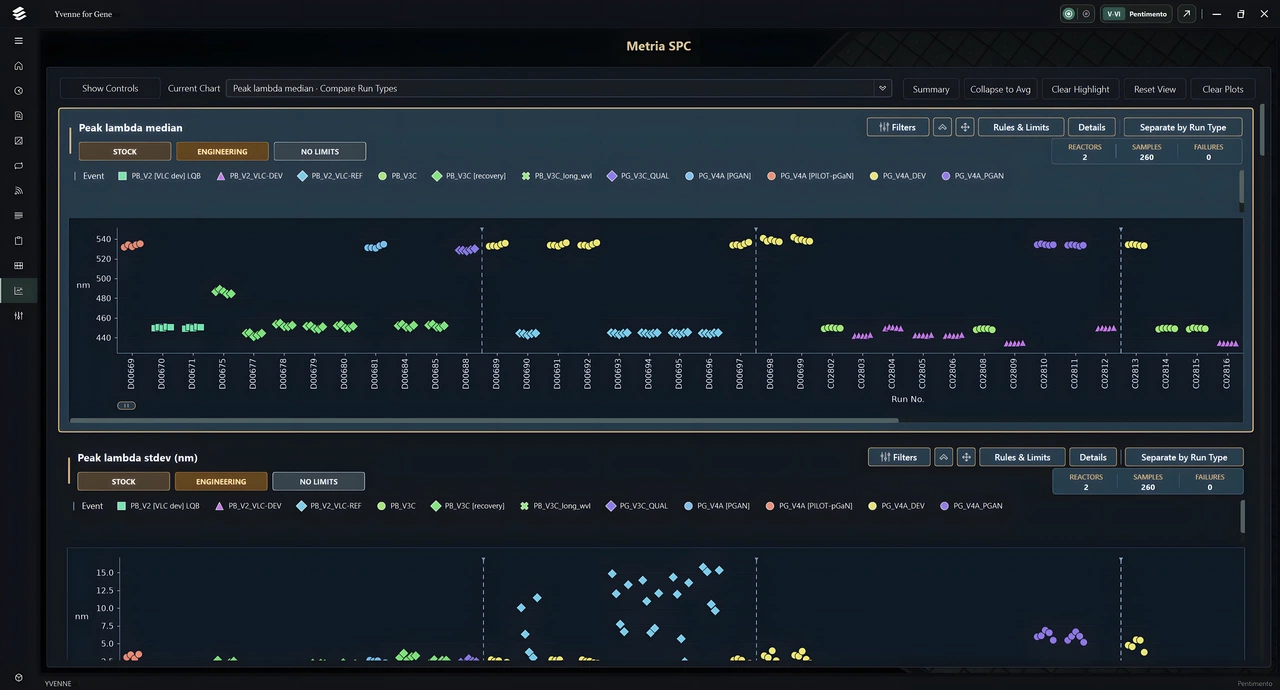 Yvenne for Gene
V·VI Pentimento
Metria SPC
Show Controls Current Chart Peak lambda median - Compare Run Types Summary Collapse to Avg Clear Highlight Reset View Clear Plots
Peak lambda median Filters Rules & Limits Details Separate by Run Type
STOCK ENGINEERING NO LIMITS REACTORS SAMPLES FAILURES
2 260 0
Event PB_V2 [VLC dev] LQB PB_V2_VLC-DEV PB_V2_VLC-REF PB_V3C PB_V3C [recovery] PB_V3C_long_wvl PG_V3C_QUAL PG_V4A [PGAN] PG_V4A [PILOT-pGaN] PG_V4A_DEV PG_V4A_PGAN
540
520
500
nm
480
460
440
D00669 D00670 D00671 D00675 D00677 D00678 D00679 D00680 D00681 D00684 D00685 D00688 D00689 D00690 D00691 D00692 D00693 D00694 D00695 D00696 D00697 D00698 D00699 C02802 C02803 C02804 C02805 C02806 C02808 C02809 C02810 C02811 C02812 C02813 C02814 C02815 C02816
Run No.
Peak lambda stdev (nm) Filters Rules & Limits Details Separate by Run Type
STOCK ENGINEERING NO LIMITS REACTORS SAMPLES FAILURES
2 260 0
Event PB_V2 [VLC dev] LQB PB_V2_VLC-DEV PB_V2_VLC-REF PB_V3C PB_V3C [recovery] PB_V3C_long_wvl PG_V3C_QUAL PG_V4A [PGAN] PG_V4A [PILOT-pGaN] PG_V4A_DEV PG_V4A_PGAN
15.0
12.5
10.0
nm
7.5
5.0
2.5
YVENNE Pentimento